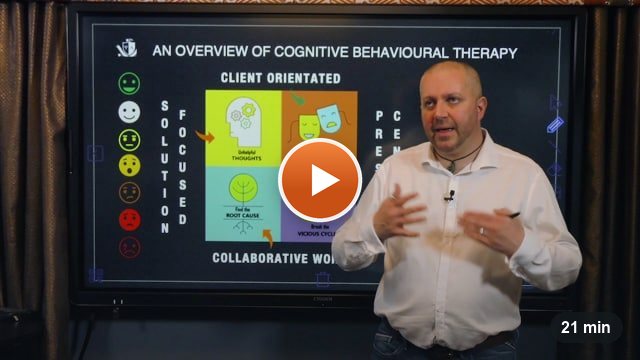 AN OVERVIEW OF COGNITIVE BEHAVIOURAL THERAPY
CLIENT ORIENTATED
SOLUTION
FOCUSED
Unhelpful
THOUGHTS
Find the
ROOT CAUSE
Break the
VICIOUS CYCLE
PRES
CEN
COLLABORATIVE WO
21 min